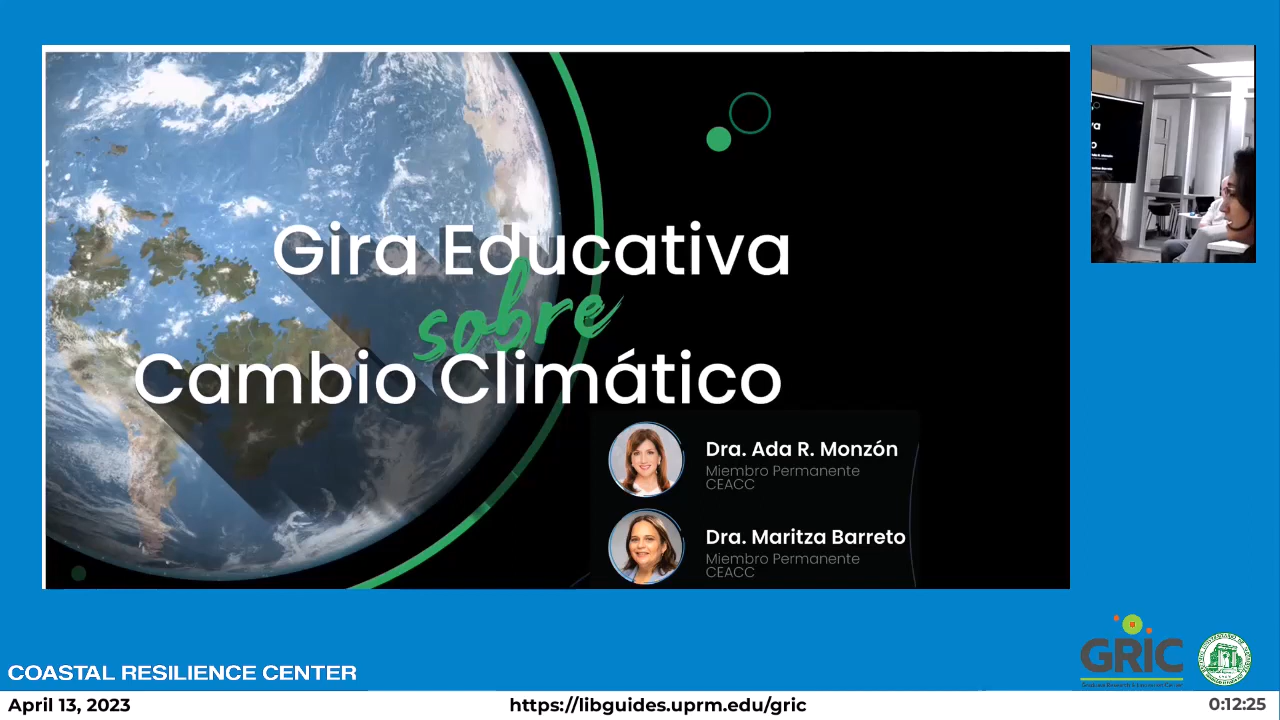 Gira Educativa
sobre
Cambio Climático
Dra. Ada R. Monzón
Miembro Permanente
CEACC
Dra. Maritza Barreto
Miembro Permanente
CEACC
GRIC
COASTAL RESILIENCE CENTER
April 13, 2023
https://libguides.uprm.edu/gric
0:12:25